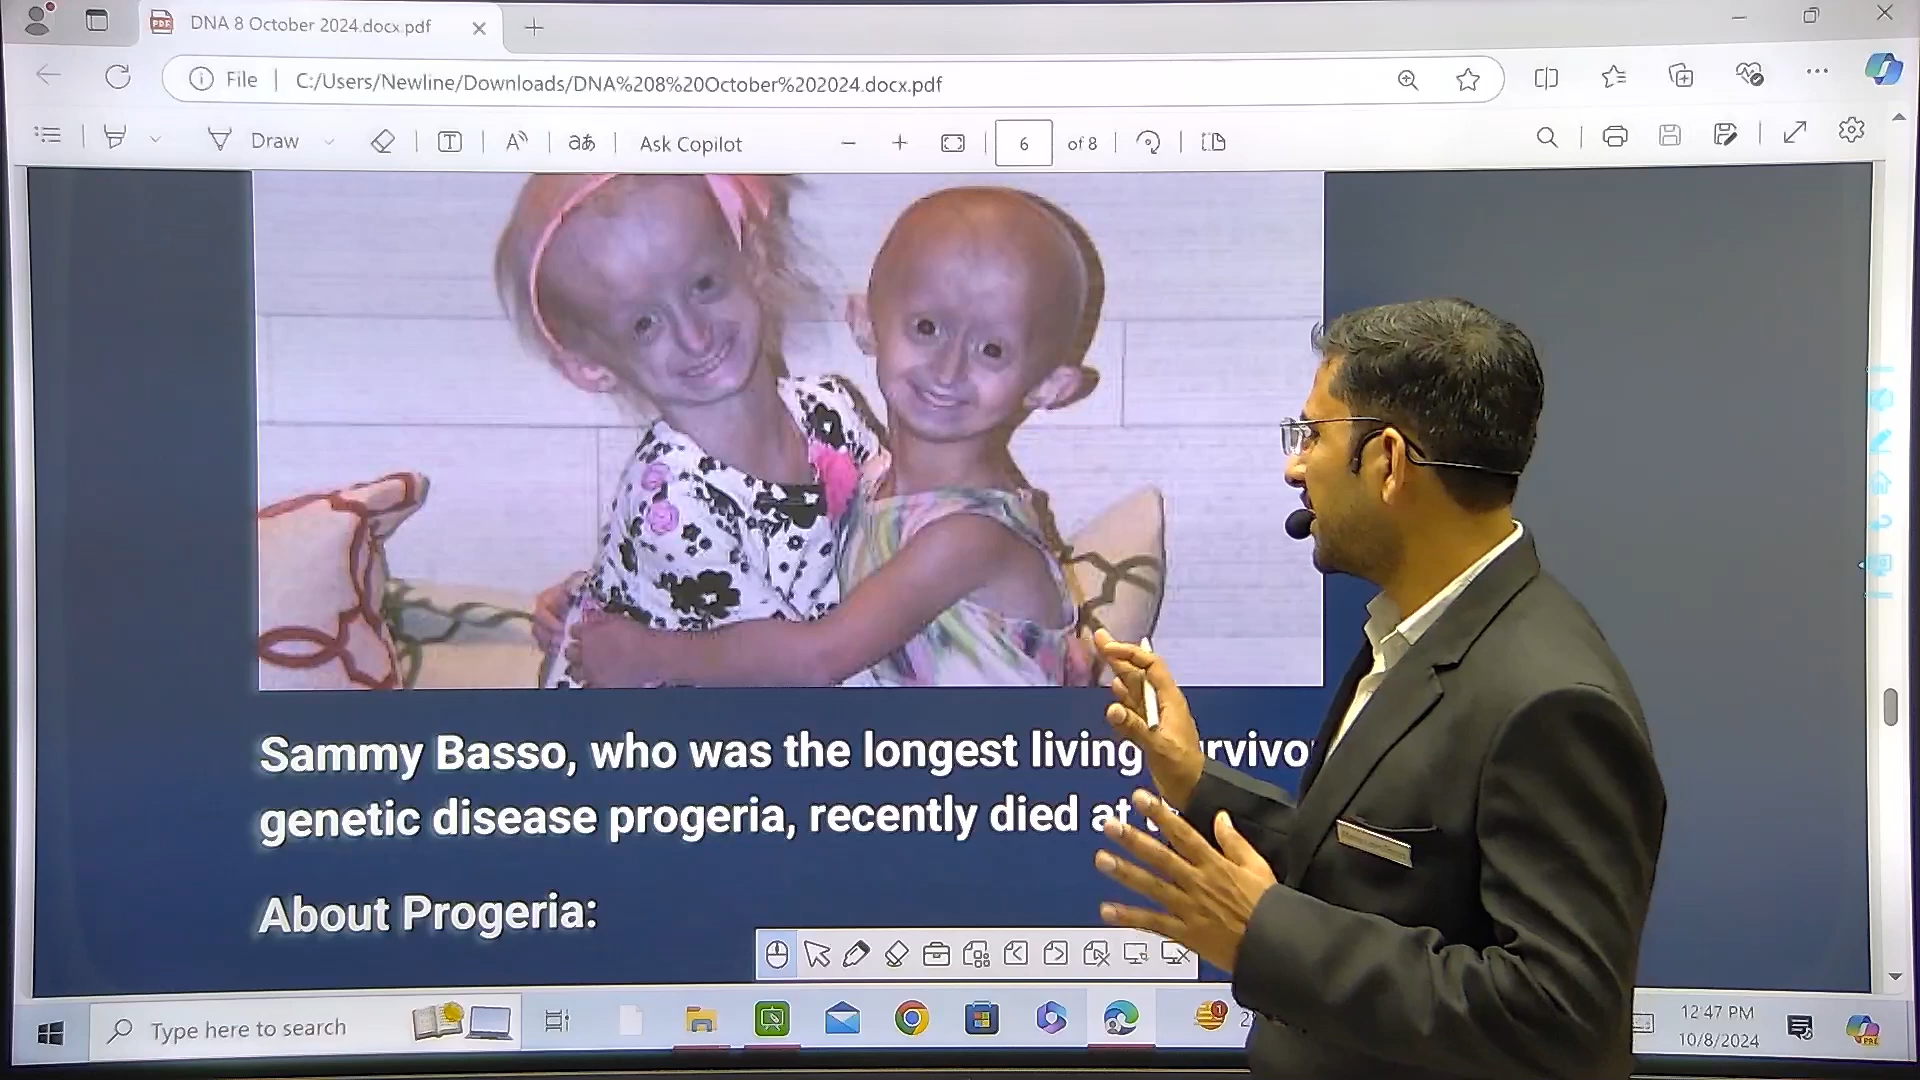 DNA 8 October 2024.docx.pdf
File
C:/Users/Newline/Downloads/DNA%208%20October%202024.docx.pdf
Draw
Ask Copilot
6
of 8
Sammy Basso, who was the longest living
genetic disease progeria, recently died at
About Progeria:
Type here to search
12:47 PM
10/8/2024